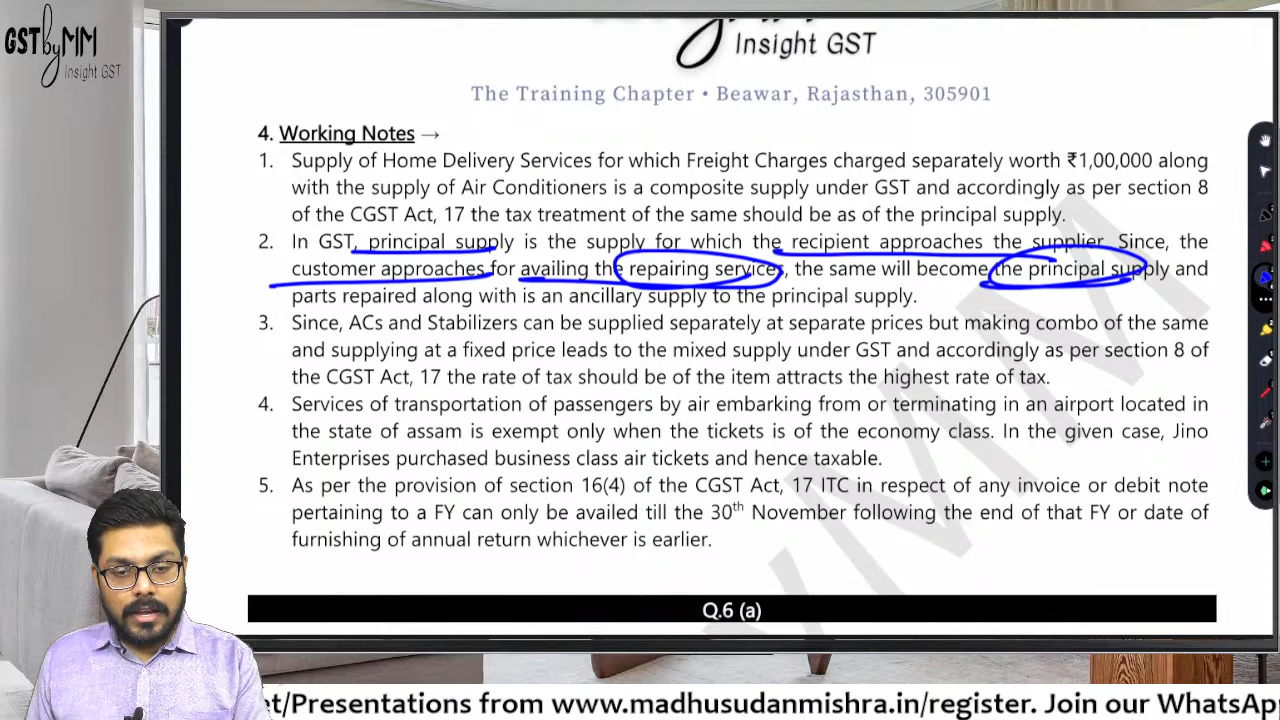 GSTbyMM
Insight GST
Insight GST
The Training Chapter • Beawar, Rajasthan, 305901
4. Working Notes →
1. Supply of Home Delivery Services for which Freight Charges charged separately worth ₹1,00,000 along
with the supply of Air Conditioners is a composite supply under GST and accordingly as per section 8
of the CGST Act, 17 the tax treatment of the same should be as of the principal supply.
2. In GST, principal supply is the supply for which the recipient approaches the supplier. Since, the
customer approaches for availing the repairing services, the same will become the principal supply and
parts repaired along with is an ancillary supply to the principal supply.
3. Since, ACs and Stabilizers can be supplied separately at separate prices but making combo of the same
and supplying at a fixed price leads to the mixed supply under GST and accordingly as per section 8 of
the CGST Act, 17 the rate of tax should be of the item attracts the highest rate of tax.
4. Services of transportation of passengers by air embarking from or terminating in an airport located in
the state of assam is exempt only when the tickets is of the economy class. In the given case, Jino
Enterprises purchased business class air tickets and hence taxable.
5. As per the provision of section 16(4) of the CGST Act, 17 ITC in respect of any invoice or debit note
pertaining to a FY can only be availed till the 30th November following the end of that FY or date of
furnishing of annual return whichever is earlier.
Q.6 (a)
et/Presentations from www.madhusudanmishra.in/register. Join our WhatsAp